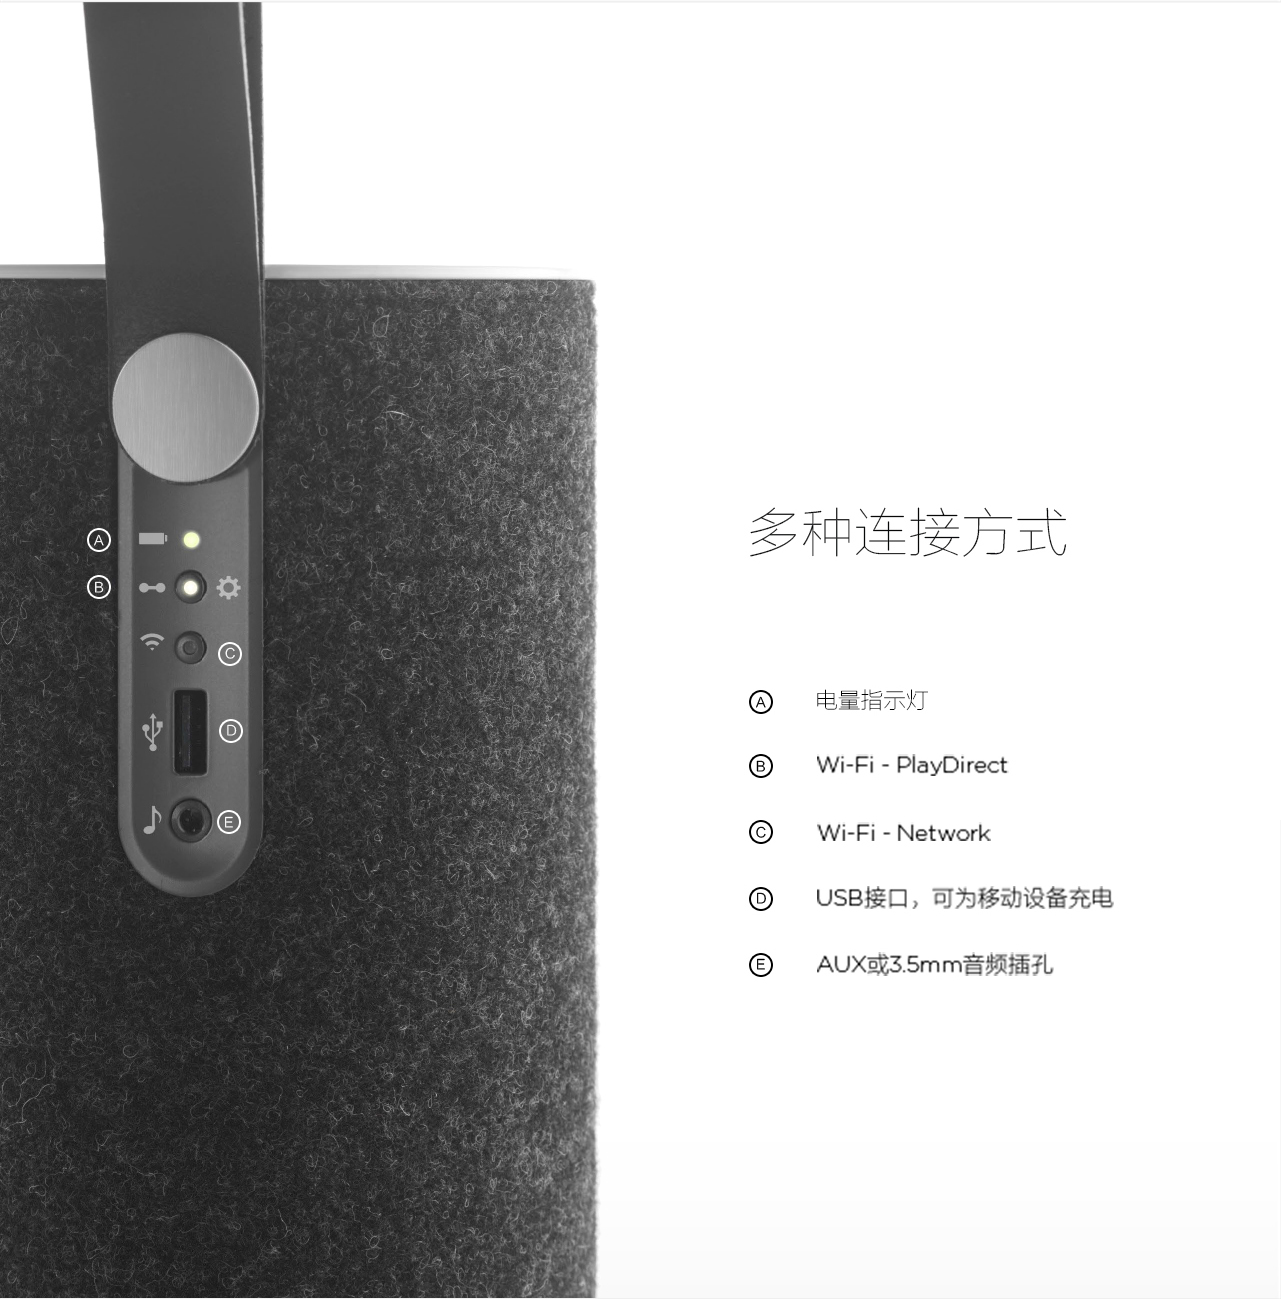 多种连接方式
A
B
C
D
E
A 电量指示灯
B Wi-Fi - PlayDirect
C Wi-Fi - Network
D USB接口，可为移动设备充电
E AUX或3.5mm音频插孔